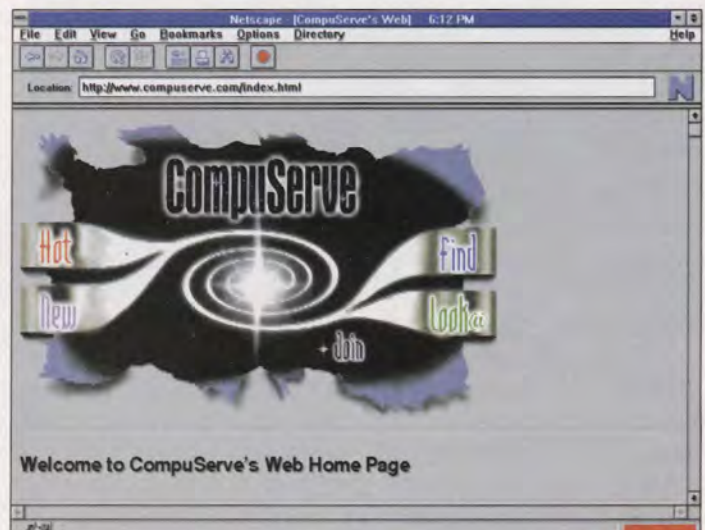 Netscape [CompuServe's Web] 6:12 PM
File Edit View Go Bookmarks Options Directory Help
Location: http://www.compuserve.com/index.html
N
CompuServe
Hot
Find
New
Look@
+ Join
Welcome to CompuServe's Web Home Page